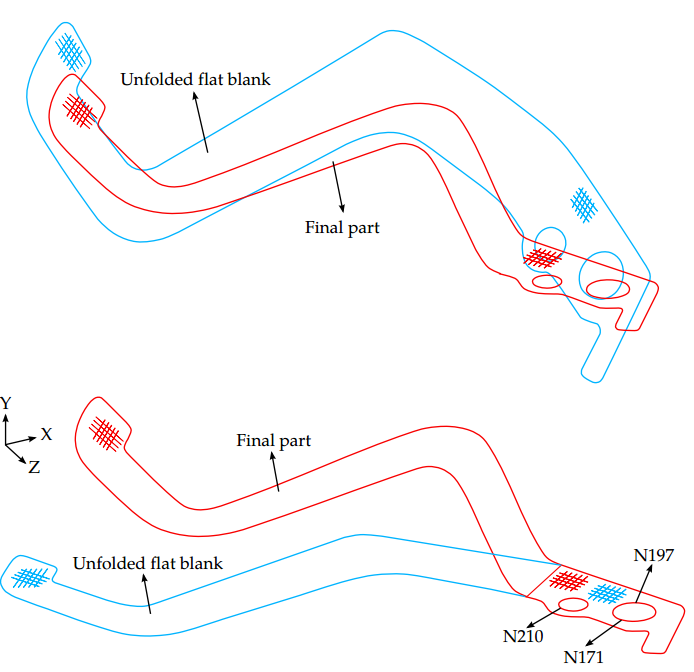 Unfolded flat blank
Final part
Y
X
Z
Final part
Unfolded flat blank
N197
N210
N171